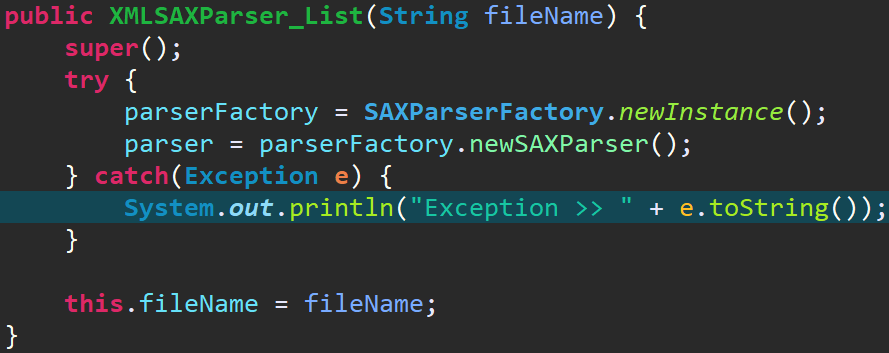 public XMLSAXParser_List(String fileName) {
    super();
    try {
        parserFactory = SAXParserFactory.newInstance();
        parser = parserFactory.newSAXParser();
    } catch(Exception e) {
        System.out.println("Exception >> " + e.toString());
    }

    this.fileName = fileName;
}